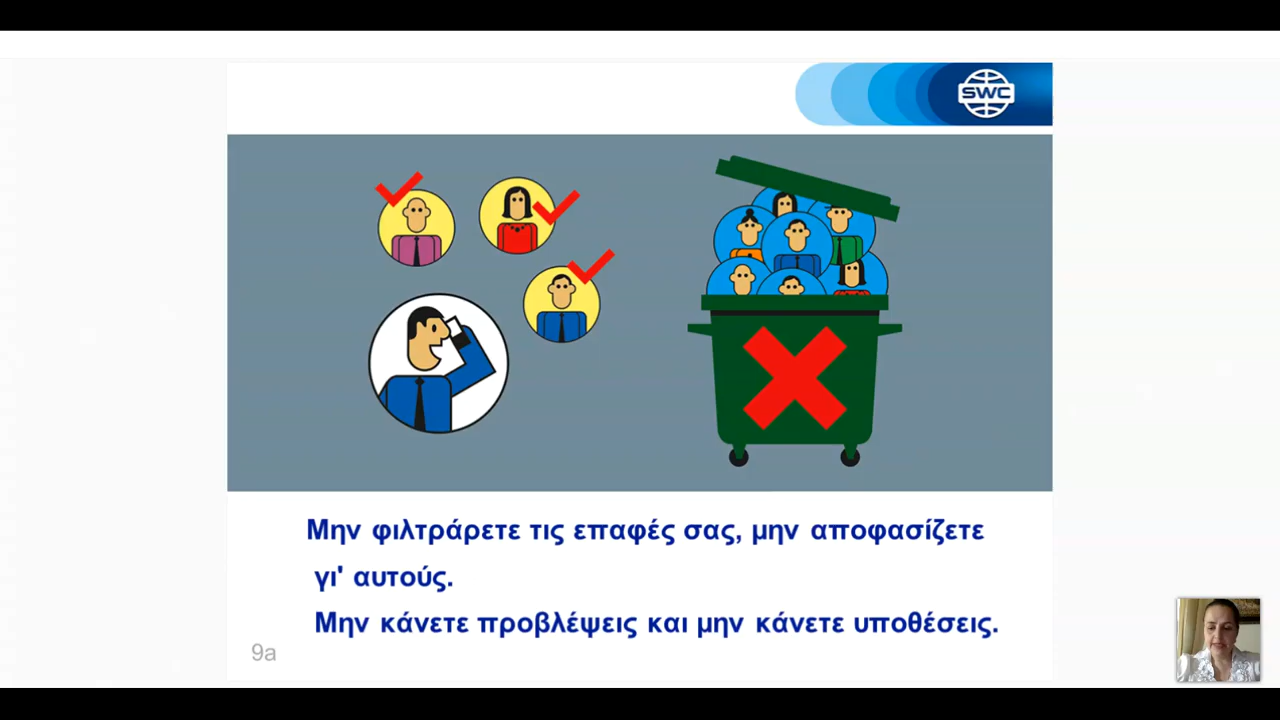 SWC
Μην φιλτράρετε τις επαφές σας, μην αποφασίζετε
γι' αυτούς.
Μην κάνετε προβλέψεις και μην κάνετε υποθέσεις.
9a